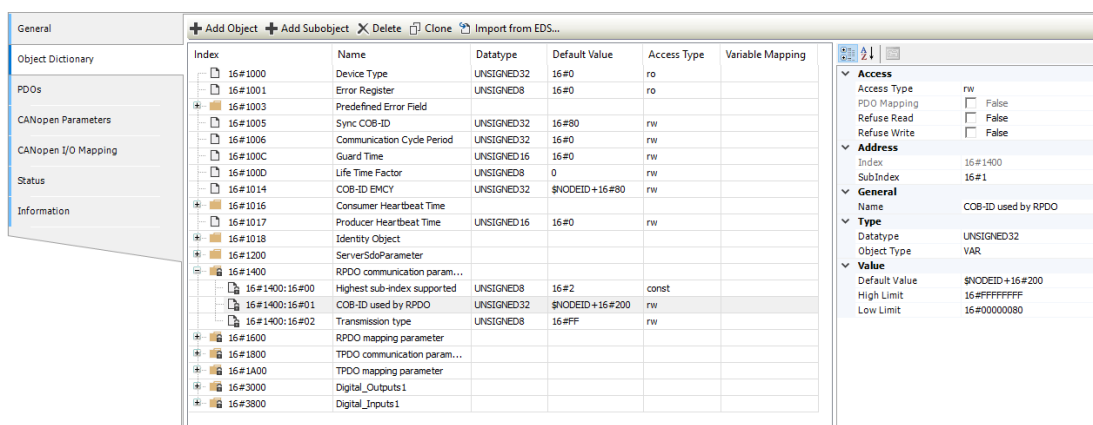 General
Object Dictionary
PDOs
CANopen Parameters
CANopen I/O Mapping
Status
Information
Add Object Add Subobject Delete Clone Import from EDS...
Index Name Datatype Default Value Access Type Variable Mapping
16#1000 Device Type UNSIGNED32 16#0 ro
16#1001 Error Register UNSIGNED8 16#0 ro
16#1003 Predefined Error Field
16#1005 Sync COB-ID UNSIGNED32 16#80 rw
16#1006 Communication Cycle Period UNSIGNED32 16#0 rw
16#100C Guard Time UNSIGNED16 16#0 rw
16#100D Life Time Factor UNSIGNED8 0 rw
16#1014 COB-ID EMCY UNSIGNED32 $NODEID+16#80 rw
16#1016 Consumer Heartbeat Time
16#1017 Producer Heartbeat Time UNSIGNED16 16#0 rw
16#1018 Identity Object
16#1200 ServerSdoParameter
16#1400 RPDO communication param...
16#1400:16#00 Highest sub-index supported UNSIGNED8 16#2 const
16#1400:16#01 COB-ID used by RPDO UNSIGNED32 $NODEID+16#200 rw
16#1400:16#02 Transmission type UNSIGNED8 16#FF rw
16#1600 RPDO mapping parameter
16#1800 TPDO communication param...
16#1A00 TPDO mapping parameter
16#3000 Digital_Outputs1
16#3800 Digital_Inputs1
Access
Access Type rw
PDO Mapping False
Refuse Read False
Refuse Write False
Address
Index 16#1400
SubIndex 16#1
General
Name COB-ID used by RPDO
Type
Datatype UNSIGNED32
Object Type VAR
Value
Default Value $NODEID+16#200
High Limit 16#FFFFFFFF
Low Limit 16#00000080